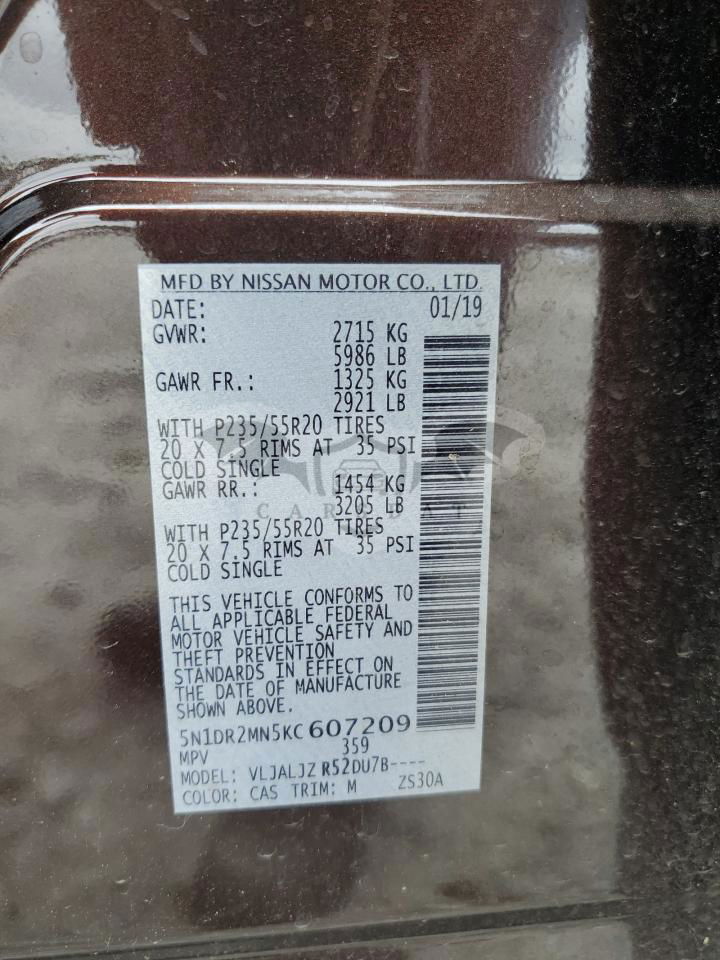 MFD BY NISSAN MOTOR CO., LTD.
DATE: 01/19
GVWR: 2715 KG
5986 LB
GAWR FR.: 1325 KG
2921 LB
WITH P235/55R20 TIRES
20 X 7.5 RIMS AT 35 PSI
COLD SINGLE
GAWR RR.: 1454 KG
3205 LB
WITH P235/55R20 TIRES
20 X 7.5 RIMS AT 35 PSI
COLD SINGLE
THIS VEHICLE CONFORMS TO
ALL APPLICABLE FEDERAL
MOTOR VEHICLE SAFETY AND
THEFT PREVENTION
STANDARDS IN EFFECT ON
THE DATE OF MANUFACTURE
SHOWN ABOVE.
5N1DR2MN5KC607209
MPV 359
MODEL: VLJALJZ R52DU7B----
COLOR: CAS TRIM: M ZS30A